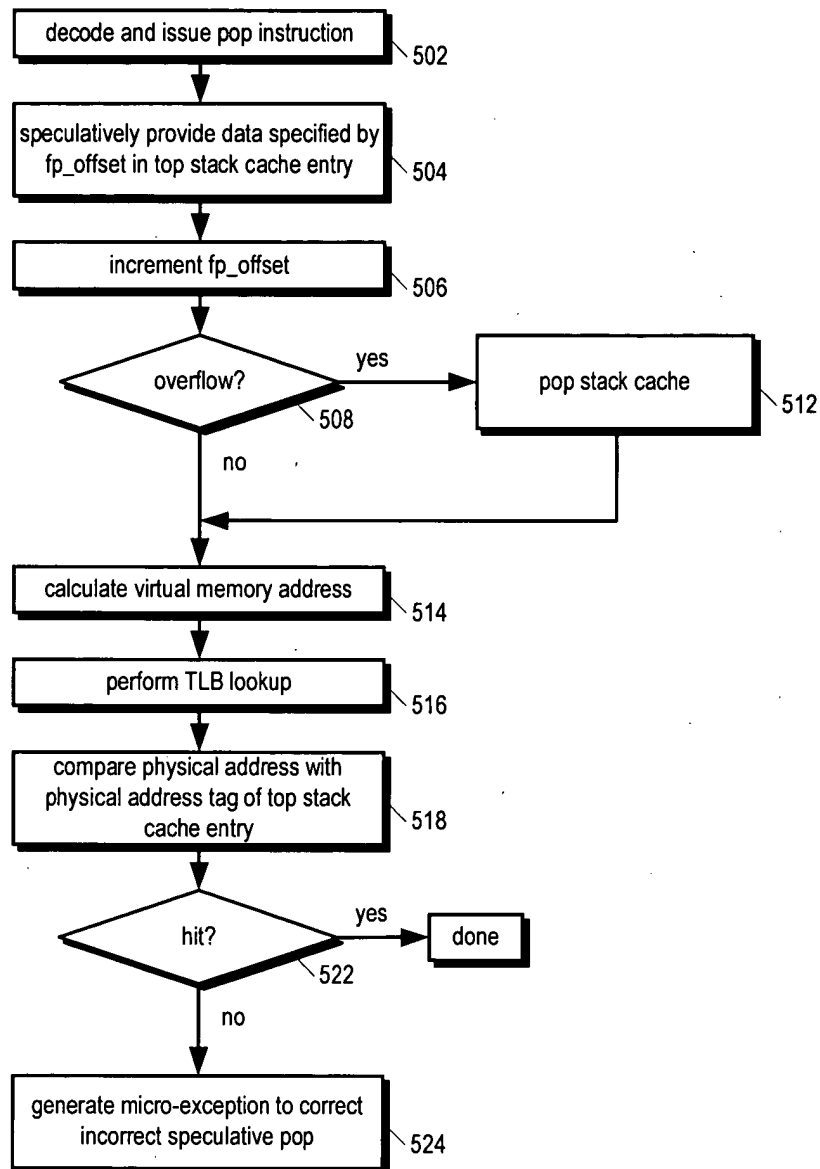 decode and issue pop instruction
502
speculatively provide data specified by
fp_offset in top stack cache entry
504
increment fp_offset
506
overflow?
508
yes
pop stack cache
512
no
calculate virtual memory address
514
perform TLB lookup
516
compare physical address with
physical address tag of top stack
cache entry
518
hit?
522
yes
done
no
generate micro-exception to correct
incorrect speculative pop
524